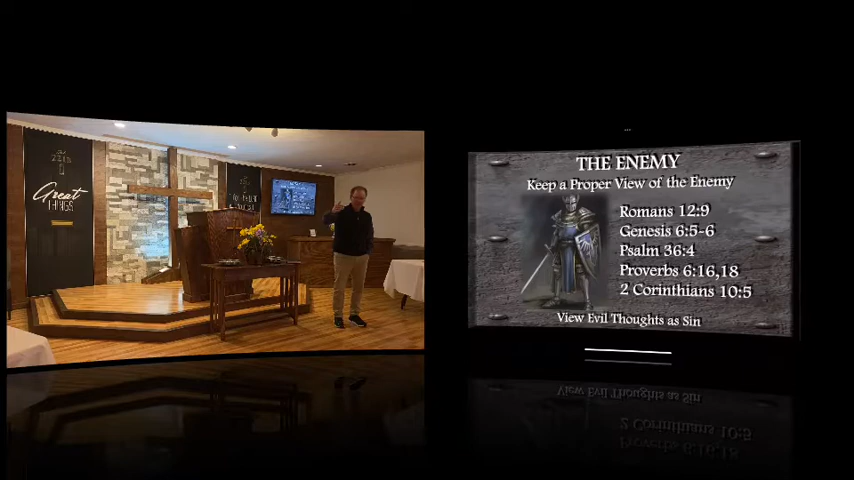 Great
THINGS
THE ENEMY
Keep a Proper View of the Enemy
Romans 12:9
Genesis 6:5-6
Psalm 36:4
Proverbs 6:16,18
2 Corinthians 10:5
View Evil Thoughts as Sin